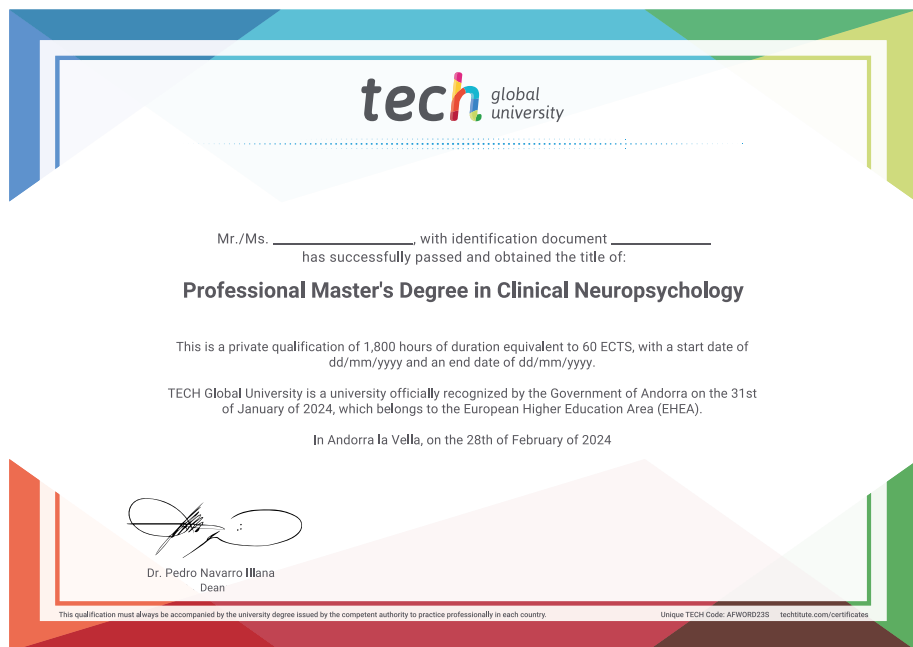 tech global
university
Mr./Ms. ____________, with identification document ____________
has successfully passed and obtained the title of:
Professional Master's Degree in Clinical Neuropsychology
This is a private qualification of 1,800 hours of duration equivalent to 60 ECTS, with a start date of
dd/mm/yyyy and an end date of dd/mm/yyyy.
TECH Global University is a university officially recognized by the Government of Andorra on the 31st
of January of 2024, which belongs to the European Higher Education Area (EHEA).
In Andorra la Vella, on the 28th of February of 2024
Dr. Pedro Navarro Illana
Dean
This qualification must always be accompanied by the university degree issued by the competent authority to practice professionally in each country.
Unique TECH Code: AFWORD23S techtitute.com/certificates